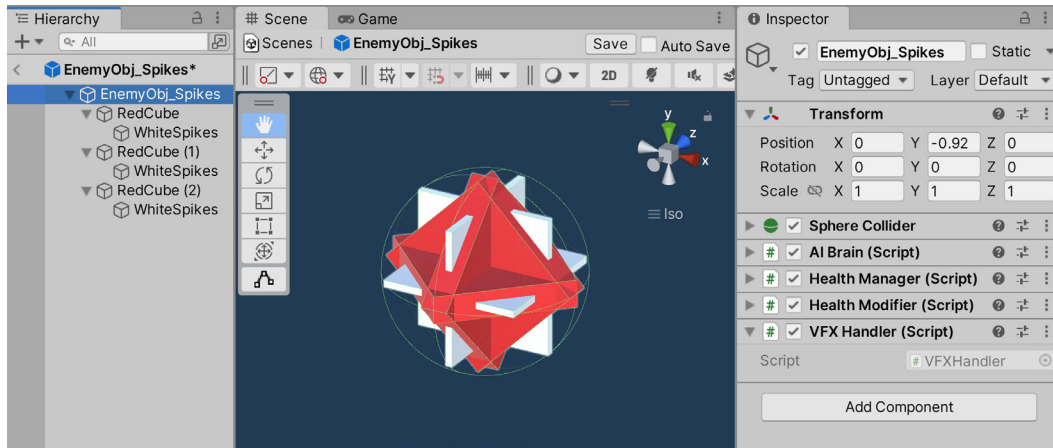 Hierarchy
All
EnemyObj_Spikes*
EnemyObj_Spikes
RedCube
WhiteSpikes
RedCube (1)
WhiteSpikes
RedCube (2)
WhiteSpikes
Scene Game
Scenes EnemyObj_Spikes Save Auto Save
2D
y
z
x
Iso
Inspector
EnemyObj_Spikes Static
Tag Untagged Layer Default
Transform
Position X 0 Y -0.92 Z 0
Rotation X 0 Y 0 Z 0
Scale X 1 Y 1 Z 1
Sphere Collider
# AI Brain (Script)
# Health Manager (Script)
# Health Modifier (Script)
# VFX Handler (Script)
Script # VFXHandler
Add Component